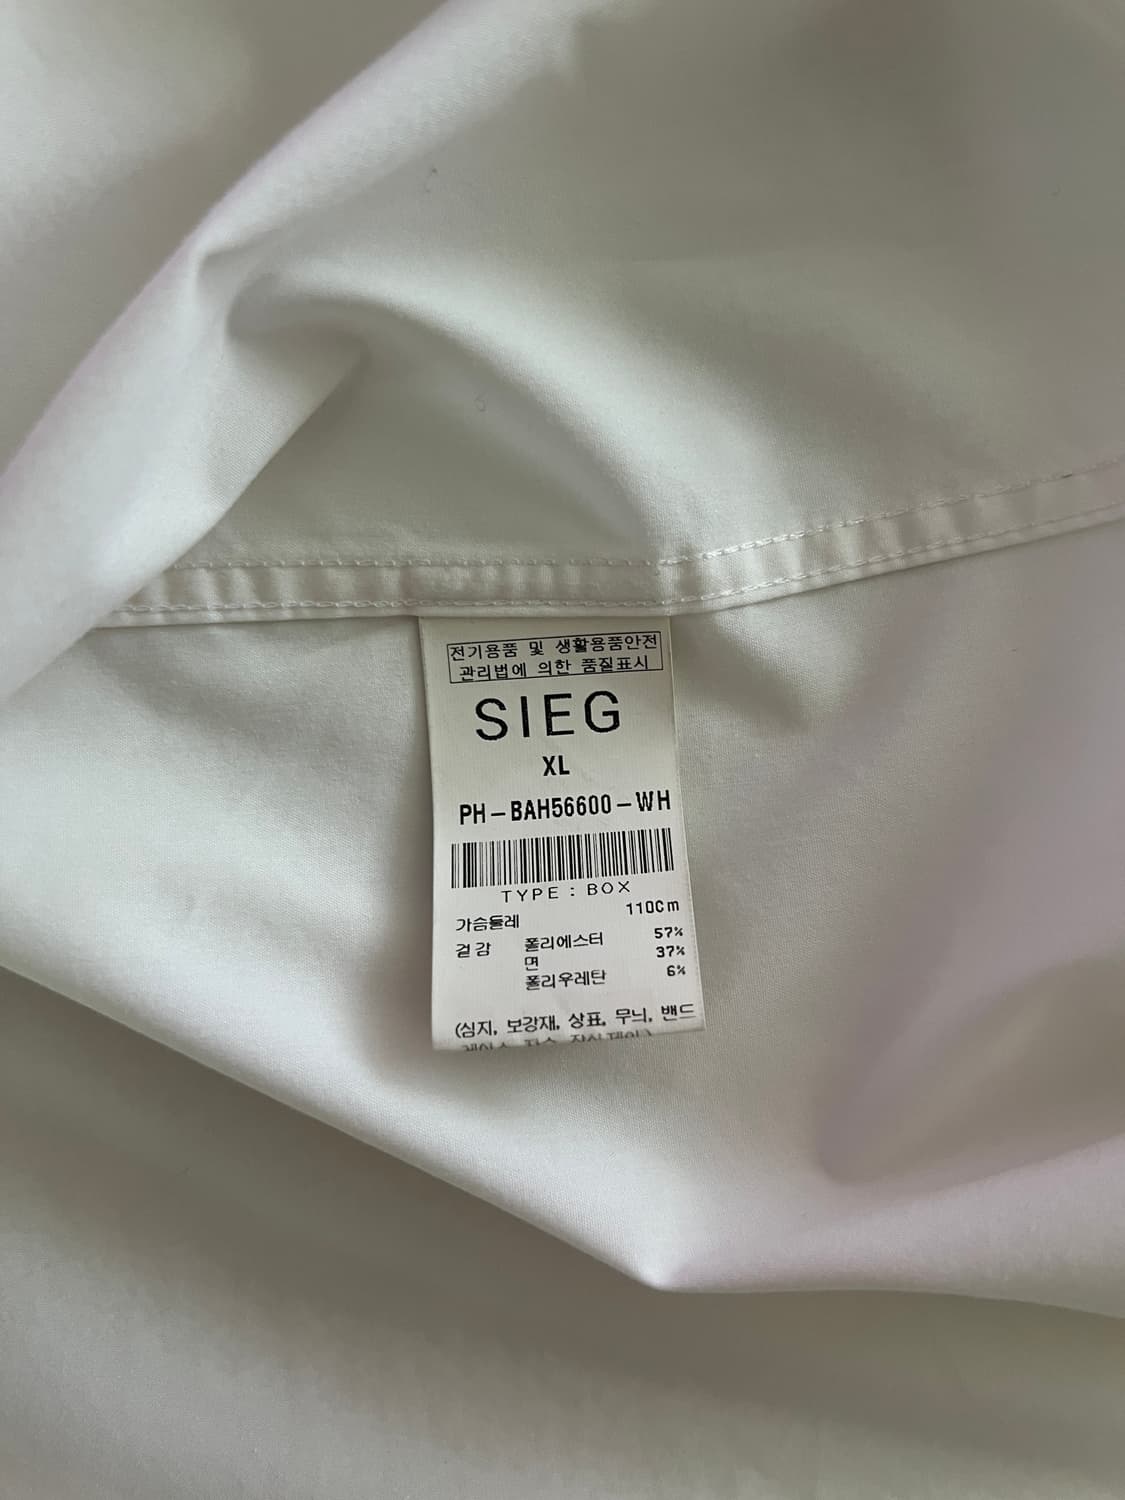 전기용품 및 생활용품안전
관리법에 의한 품질표시
SIEG
XL
PH-BAH56600-WH
TYPE : BOX
가슴둘레 110Cm
겉감 폴리에스터 57%
면 37%
폴리우레탄 6%
(심지, 보강재, 상표, 무늬, 밴드